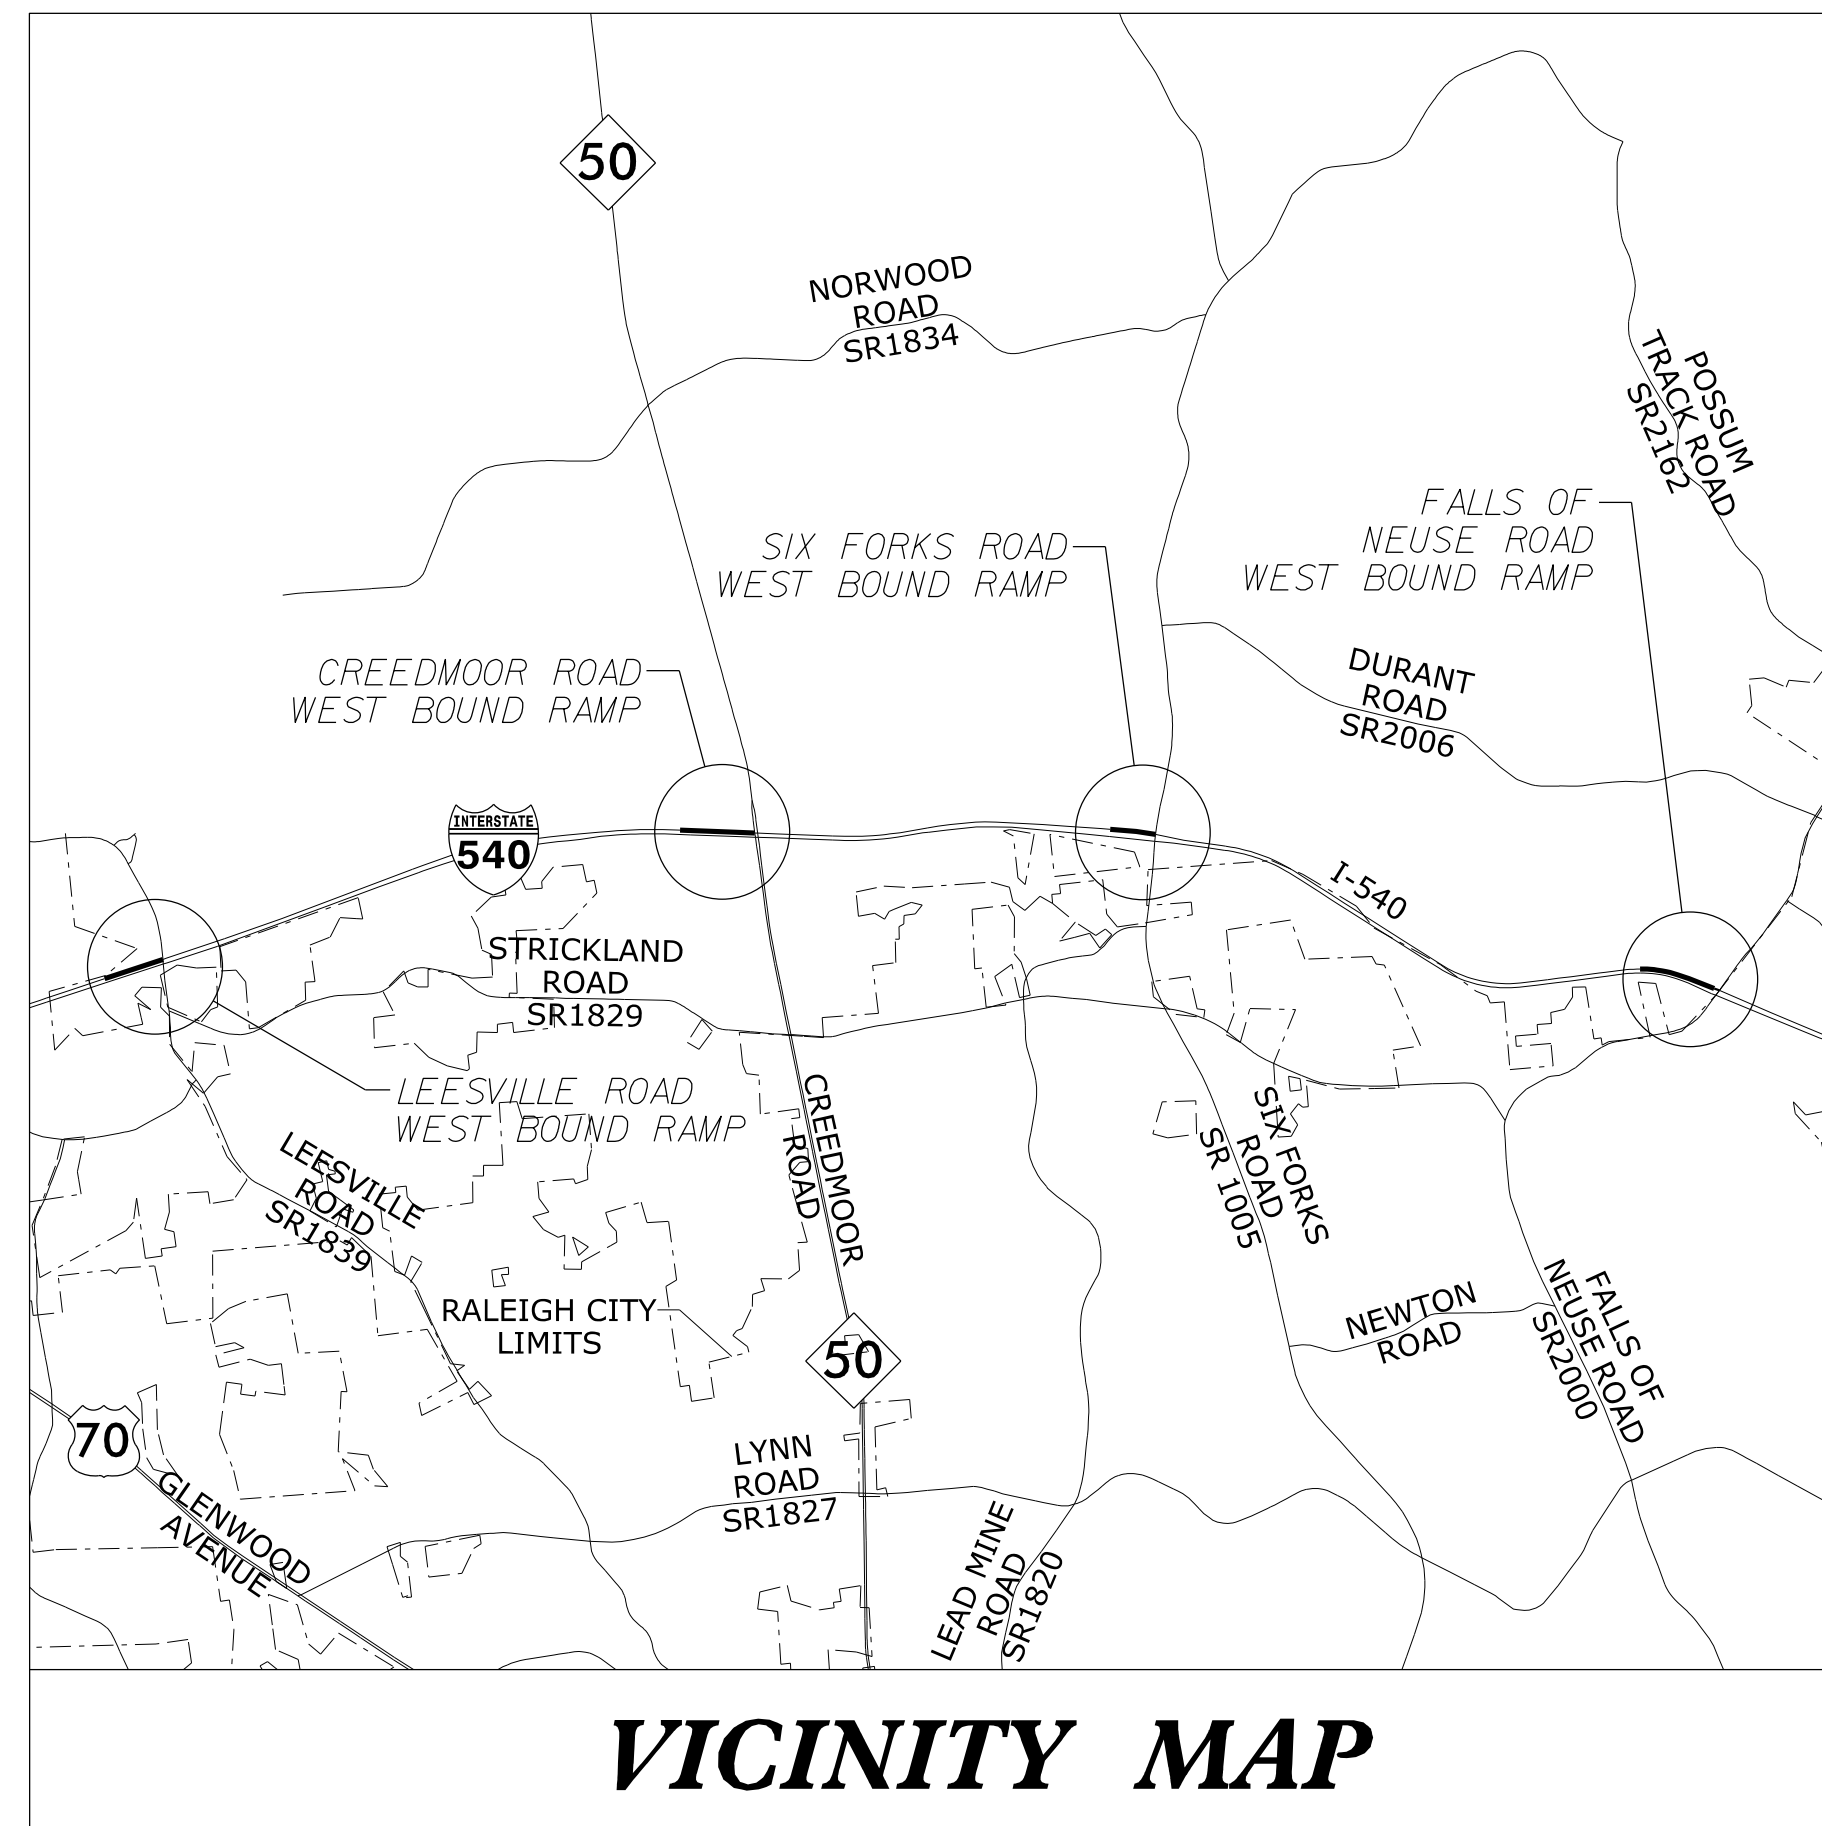 50
NORWOOD
ROAD
SR1834
POSSUM
TRACK ROAD
SR2162
FALLS OF
NEUSE ROAD
WEST BOUND RAMP
SIX FORKS ROAD
WEST BOUND RAMP
CREEDMOOR ROAD
WEST BOUND RAMP
DURANT
ROAD
SR2006
INTERSTATE
540
I-540
STRICKLAND
ROAD
SR1829
LEESVILLE ROAD
WEST BOUND RAMP
CREEDMOOR
ROAD
SIX FORKS
ROAD
SR 1005
LEESVILLE
ROAD
SR1839
RALEIGH CITY
LIMITS
50
NEWTON
ROAD
FALLS OF
NEUSE ROAD
SR2000
70
GLENWOOD
AVENUE
LYNN
ROAD
SR1827
LEAD MINE
ROAD
SR1820
VICINITY MAP